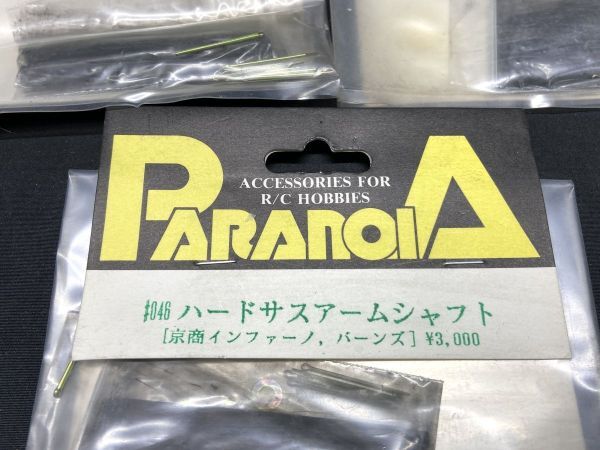 ACCESSORIES FOR
R/C HOBBIES
PARANOIA
#046 ハードサスアームシャフト
[京商インファーノ, バーンズ] ¥3,000